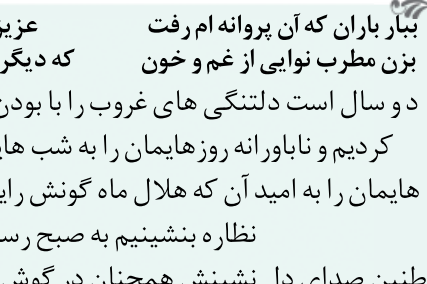 ببار باران که آن پروانه ام رفت عزیز
بزن مطرب نوایی از غم و خون که دیگر
دو سال است دلتنگی های غروب را با بودن
کردیم و ناباورانه روزهایمان را به شب های
هایمان را به امید آن که هلال ماه گونش را
نظاره بنشینیم به صبح
طنین صدای دل نشینش همچنان در گوش